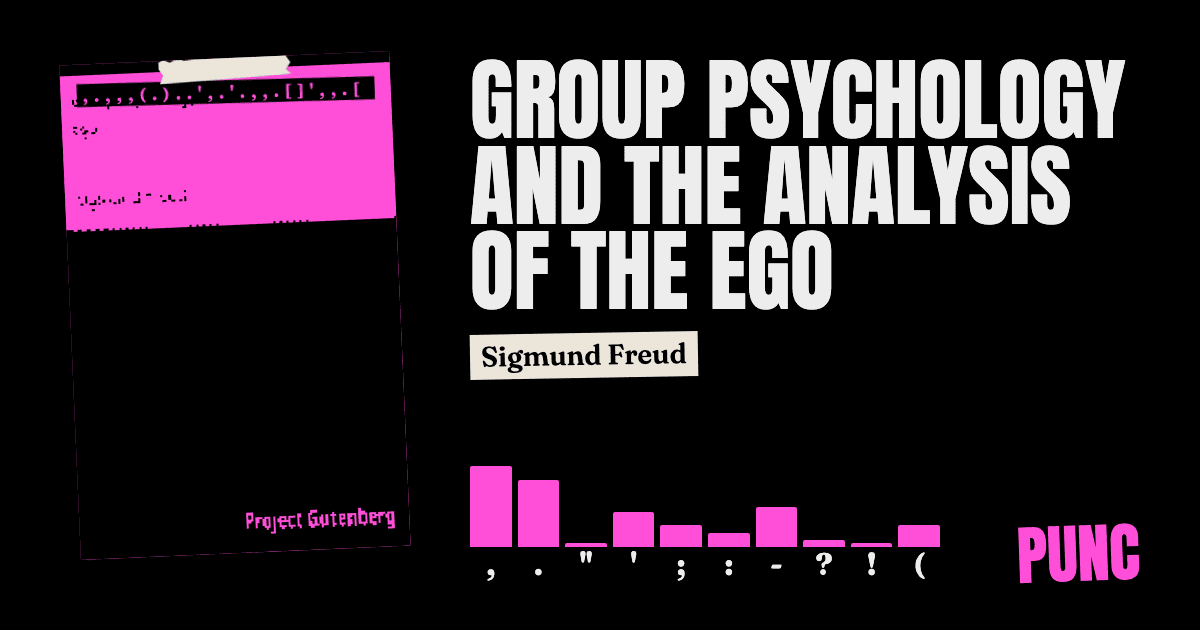 ,.,,,(.)..',.'.,,.[]',,.[
GROUP PSYCHOLOGY
AND THE ANALYSIS
OF THE EGO
Sigmund Freud
Project Gutenberg
, . " ' ; : - ? ! (
PUNC